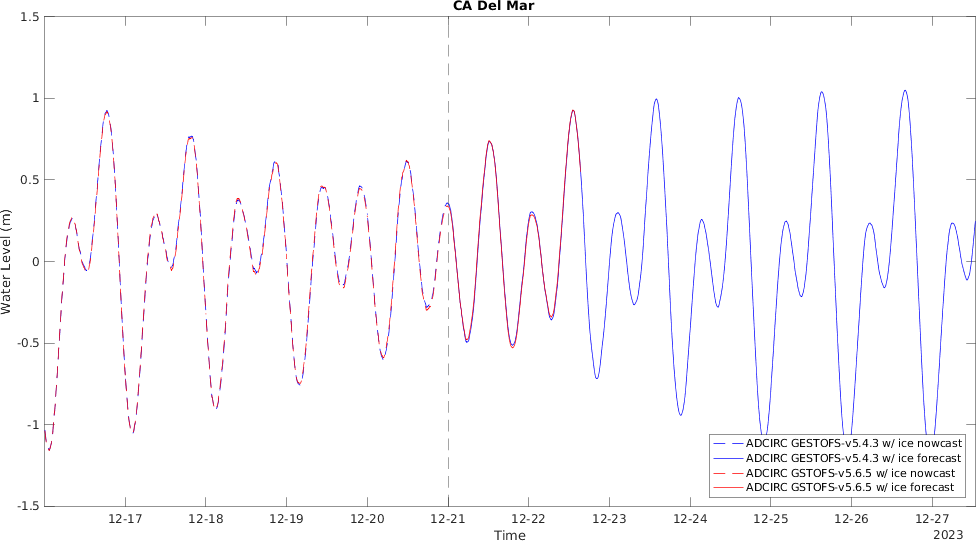 CA Del Mar
1.5
1
0.5
0
-0.5
-1
-1.5
Water Level (m)
12-17 12-18 12-19 12-20 12-21 12-22 12-23 12-24 12-25 12-26 12-27
Time
2023
ADCIRC GESTOFS-v5.4.3 w/ ice nowcast
ADCIRC GESTOFS-v5.4.3 w/ ice forecast
ADCIRC GSTOFS-v5.6.5 w/ ice nowcast
ADCIRC GSTOFS-v5.6.5 w/ ice forecast